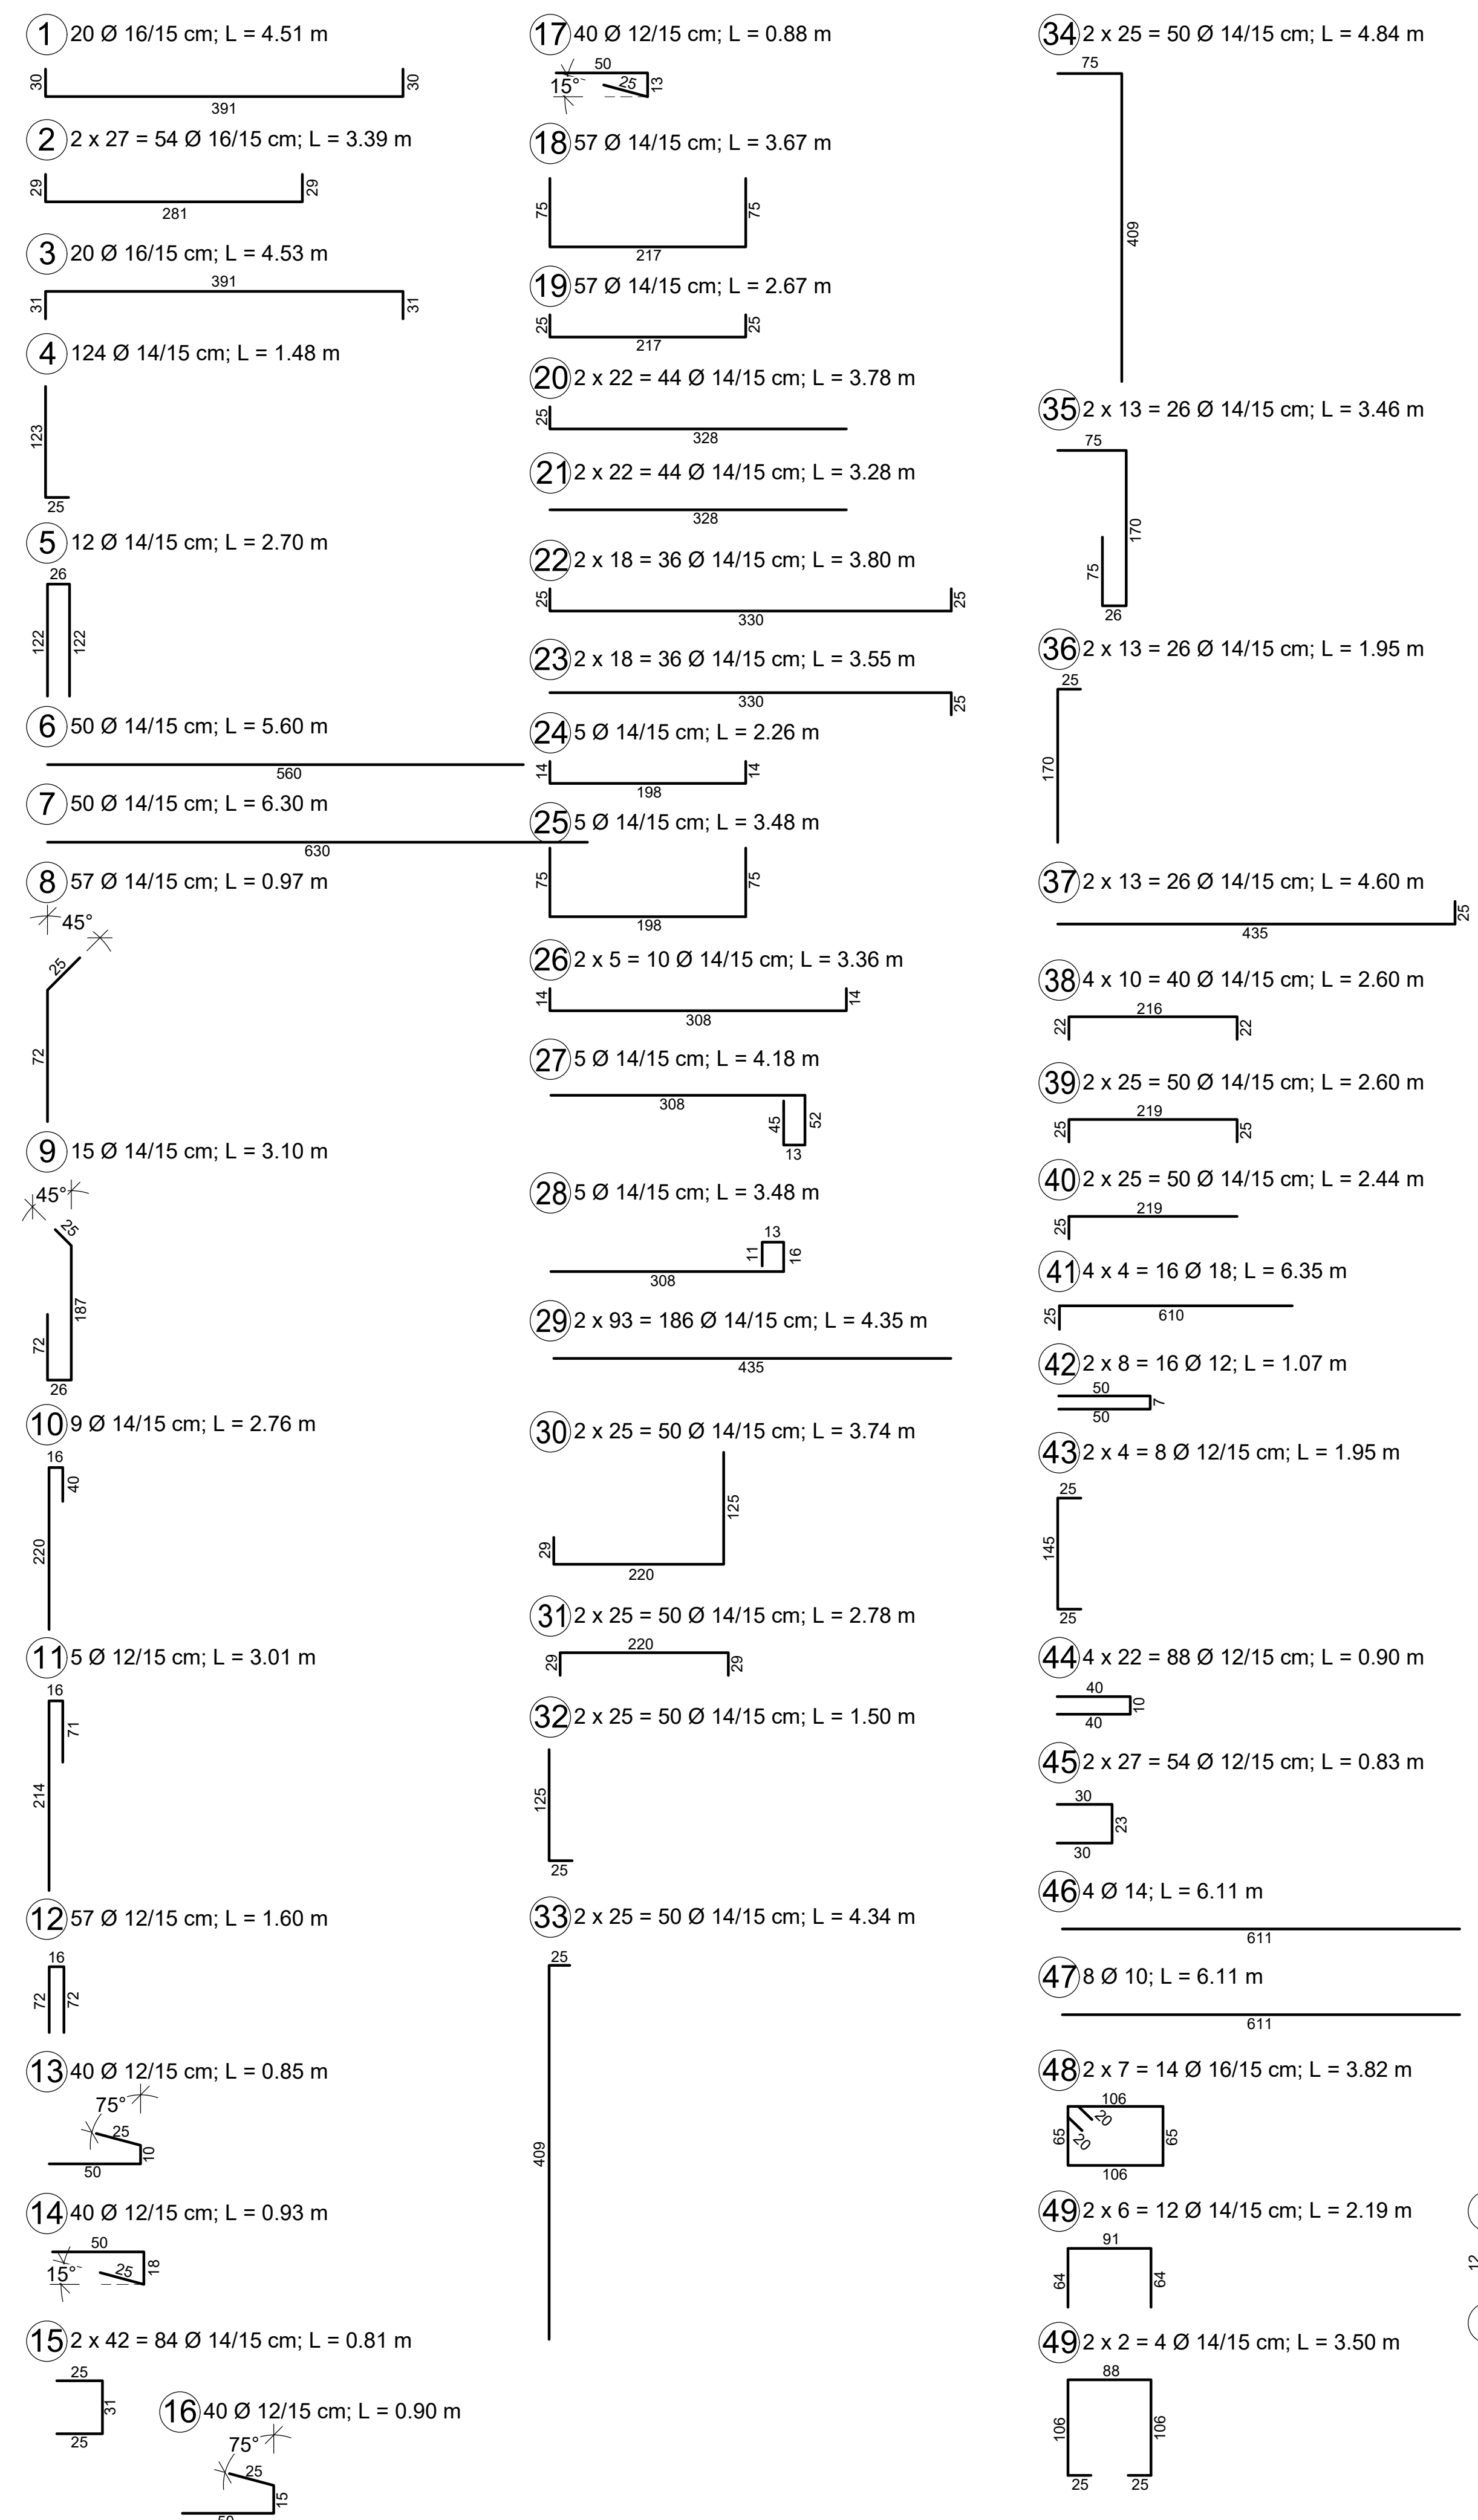 1 20 Ø 16/15 cm; L = 4.51 m
30 30
391
2 2 x 27 = 54 Ø 16/15 cm; L = 3.39 m
29 29
281
3 20 Ø 16/15 cm; L = 4.53 m
391
31 31
4 124 Ø 14/15 cm; L = 1.48 m
123
25
5 12 Ø 14/15 cm; L = 2.70 m
26
122 122
6 50 Ø 14/15 cm; L = 5.60 m
560
7 50 Ø 14/15 cm; L = 6.30 m
630
8 57 Ø 14/15 cm; L = 0.97 m
45°
25
72
9 15 Ø 14/15 cm; L = 3.10 m
45°
25
187
72
26
10 9 Ø 14/15 cm; L = 2.76 m
16
40
220
11 5 Ø 12/15 cm; L = 3.01 m
16
71
214
12 57 Ø 12/15 cm; L = 1.60 m
16
72 72
13 40 Ø 12/15 cm; L = 0.85 m
75°
25
10
50
14 40 Ø 12/15 cm; L = 0.93 m
50
15° 25 18
15 2 x 42 = 84 Ø 14/15 cm; L = 0.81 m
25
31
25
16 40 Ø 12/15 cm; L = 0.90 m
75°
25
15
50
17 40 Ø 12/15 cm; L = 0.88 m
50
15° 25 13
18 57 Ø 14/15 cm; L = 3.67 m
75 75
217
19 57 Ø 14/15 cm; L = 2.67 m
25 25
217
20 2 x 22 = 44 Ø 14/15 cm; L = 3.78 m
25
328
21 2 x 22 = 44 Ø 14/15 cm; L = 3.28 m
328
22 2 x 18 = 36 Ø 14/15 cm; L = 3.80 m
25 25
330
23 2 x 18 = 36 Ø 14/15 cm; L = 3.55 m
330 25
24 5 Ø 14/15 cm; L = 2.26 m
14 14
198
25 5 Ø 14/15 cm; L = 3.48 m
75 75
198
26 2 x 5 = 10 Ø 14/15 cm; L = 3.36 m
14 14
308
27 5 Ø 14/15 cm; L = 4.18 m
308
45 52
13
28 5 Ø 14/15 cm; L = 3.48 m
13
11 16
308
29 2 x 93 = 186 Ø 14/15 cm; L = 4.35 m
435
30 2 x 25 = 50 Ø 14/15 cm; L = 3.74 m
125
29
220
31 2 x 25 = 50 Ø 14/15 cm; L = 2.78 m
220
29 29
32 2 x 25 = 50 Ø 14/15 cm; L = 1.50 m
125
25
33 2 x 25 = 50 Ø 14/15 cm; L = 4.34 m
25
409
34 2 x 25 = 50 Ø 14/15 cm; L = 4.84 m
75
409
35 2 x 13 = 26 Ø 14/15 cm; L = 3.46 m
75
170
75
26
36 2 x 13 = 26 Ø 14/15 cm; L = 1.95 m
25
170
37 2 x 13 = 26 Ø 14/15 cm; L = 4.60 m
25
435
38 4 x 10 = 40 Ø 14/15 cm; L = 2.60 m
216
22 22
39 2 x 25 = 50 Ø 14/15 cm; L = 2.60 m
219
25 25
40 2 x 25 = 50 Ø 14/15 cm; L = 2.44 m
219
25
41 4 x 4 = 16 Ø 18; L = 6.35 m
25 610
42 2 x 8 = 16 Ø 12; L = 1.07 m
50
7
50
43 2 x 4 = 8 Ø 12/15 cm; L = 1.95 m
25
145
25
44 4 x 22 = 88 Ø 12/15 cm; L = 0.90 m
40
10
40
45 2 x 27 = 54 Ø 12/15 cm; L = 0.83 m
30
23
30
46 4 Ø 14; L = 6.11 m
611
47 8 Ø 10; L = 6.11 m
611
48 2 x 7 = 14 Ø 16/15 cm; L = 3.82 m
106
20
65 20 65
106
49 2 x 6 = 12 Ø 14/15 cm; L = 2.19 m
91
64 64
49 2 x 2 = 4 Ø 14/15 cm; L = 3.50 m
88
106 106
25 25
12